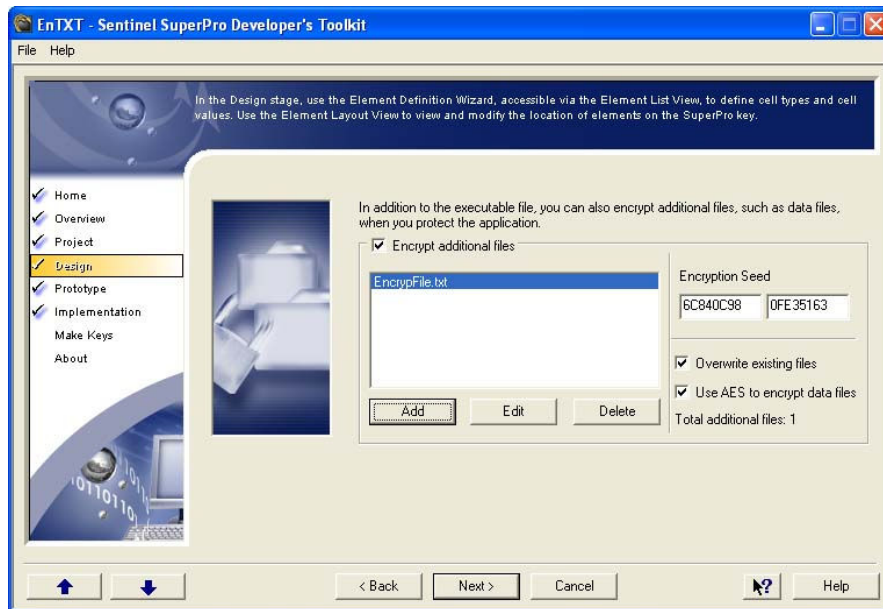 EnTXT - Sentinel SuperPro Developer's Toolkit
File Help
In the Design stage, use the Element Definition Wizard, accessible via the Element List View, to define cell types and cell
values. Use the Element Layout View to view and modify the location of elements on the SuperPro key.
Home
Overview
Project
Design
Prototype
Implementation
Make Keys
About
In addition to the executable file, you can also encrypt additional files, such as data files,
when you protect the application.
Encrypt additional files
EncrypFile.txt
Encryption Seed
6C840C98 0FE35163
Overwrite existing files
Use AES to encrypt data files
Add Edit Delete
Total additional files: 1
< Back Next > Cancel Help